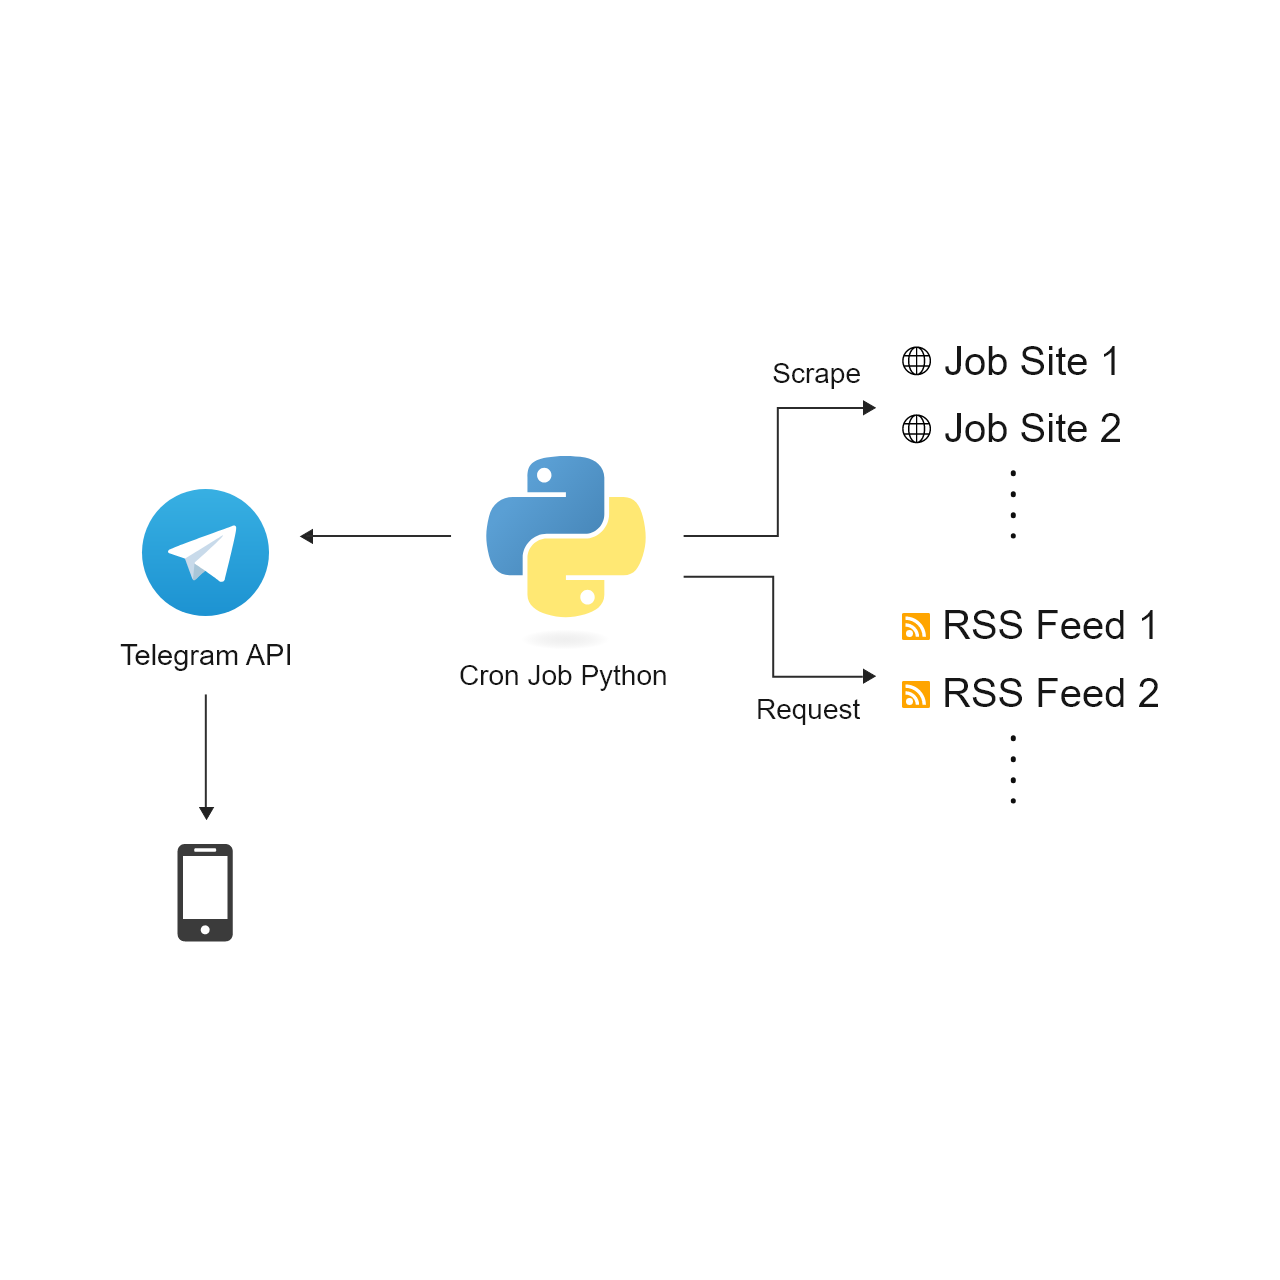 Scrape
Job Site 1
Job Site 2
Telegram API
Cron Job Python
RSS Feed 1
RSS Feed 2
Request